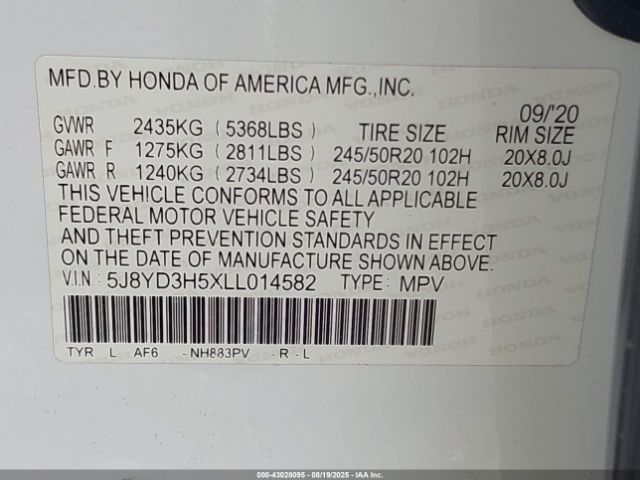 MFD.BY HONDA OF AMERICA MFG.,INC.
09/'20
GVWR 2435KG ( 5368LBS ) TIRE SIZE RIM SIZE
GAWR F 1275KG ( 2811LBS ) 245/50R20 102H 20X8.0J
GAWR R 1240KG ( 2734LBS ) 245/50R20 102H 20X8.0J
THIS VEHICLE CONFORMS TO ALL APPLICABLE
FEDERAL MOTOR VEHICLE SAFETY
AND THEFT PREVENTION STANDARDS IN EFFECT
ON THE DATE OF MANUFACTURE SHOWN ABOVE.
V.I.N: 5J8YD3H5XLL014582 TYPE: MPV
TYR L AF6 -NH883PV -R -L
000-43028095 - 08/19/2025 - IAAI.com